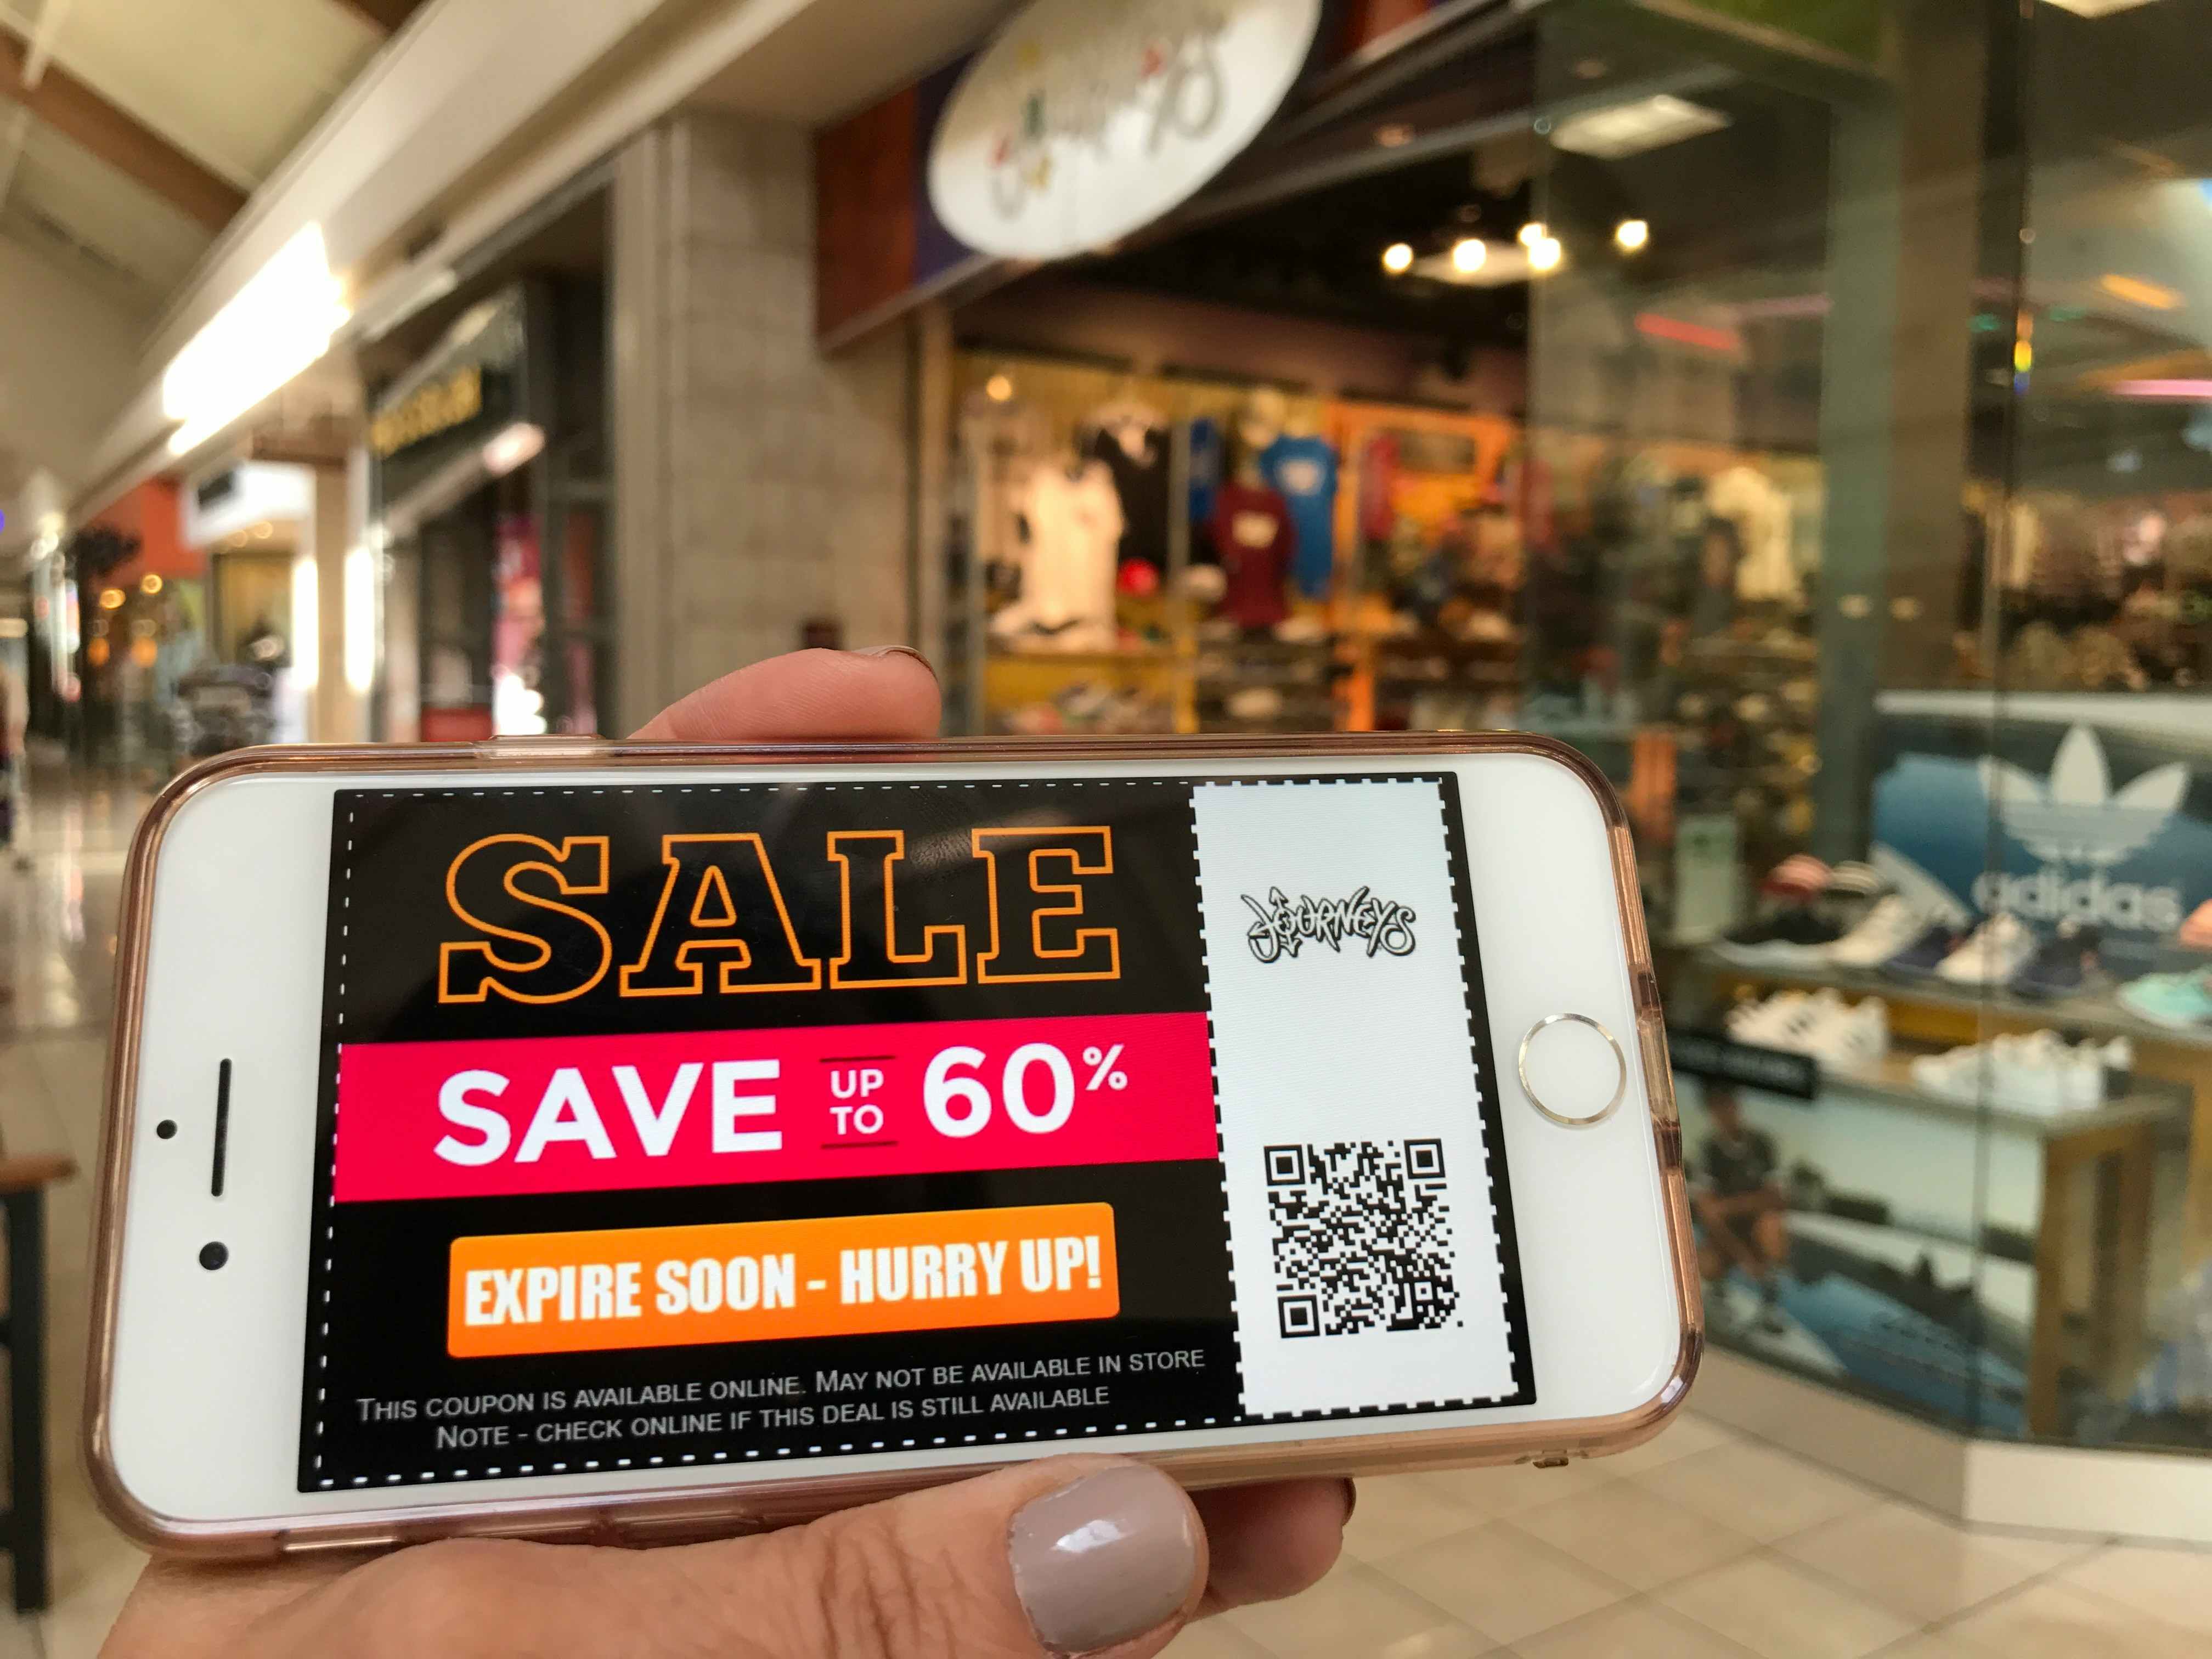 Journeys
SALE
SAVE UP TO 60%
EXPIRE SOON - HURRY UP!
THIS COUPON IS AVAILABLE ONLINE. MAY NOT BE AVAILABLE IN STORE
NOTE - CHECK ONLINE IF THIS DEAL IS STILL AVAILABLE
JOURNEYS
adidas